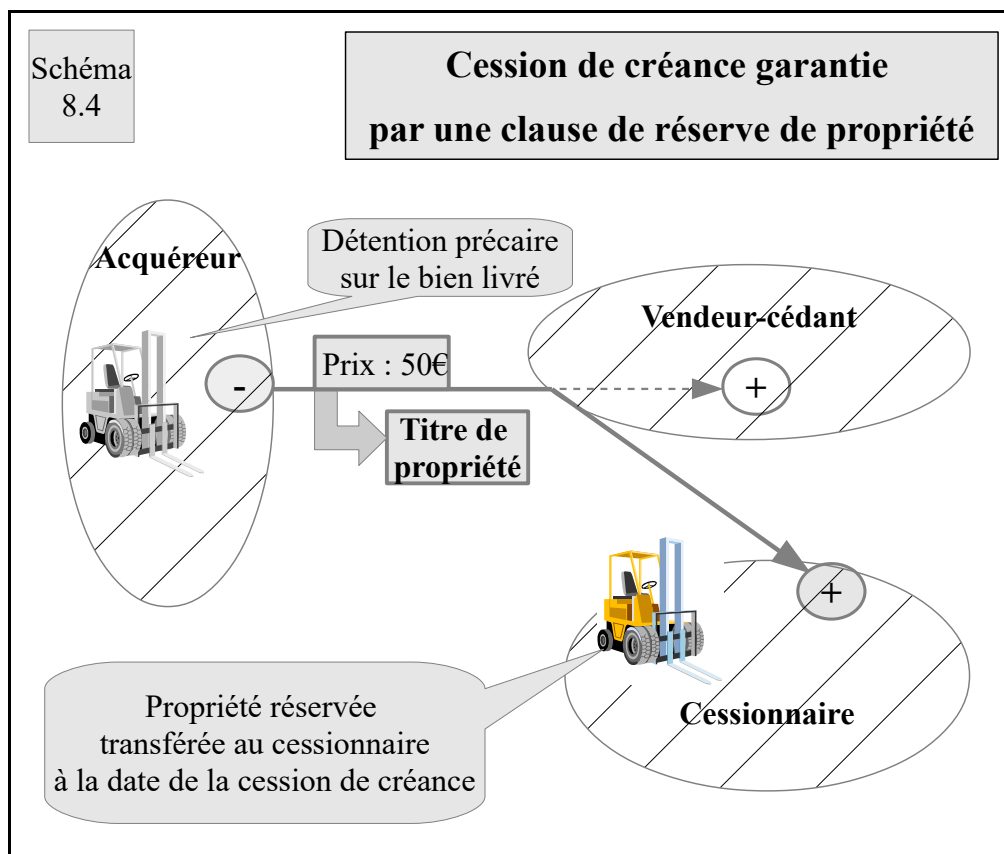 Schéma
8.4
Cession de créance garantie
par une clause de réserve de propriété
Détention précaire
sur le bien livré
Acquéreur
Vendeur-cédant
Prix : 50€
-
+
Titre de
propriété
+
Propriété réservée
transférée au cessionnaire
à la date de la cession de créance
Cessionnaire